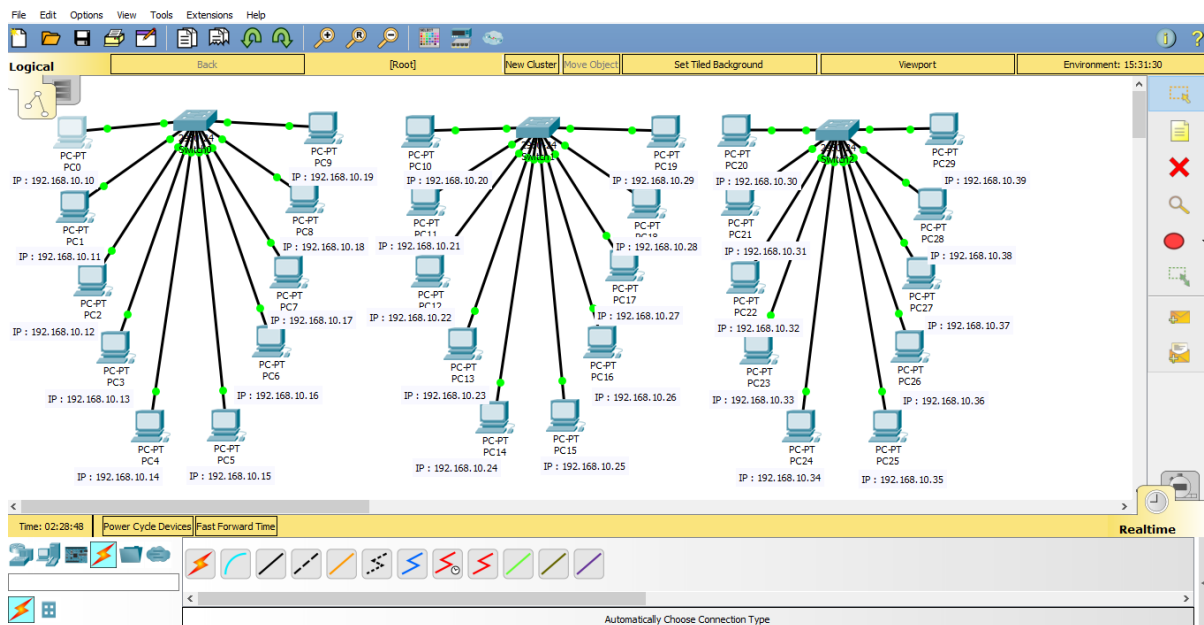 File Edit Options View Tools Extensions Help
Logical Back [Root] New Cluster Move Object Set Tiled Background Viewport Environment: 15:31:30
Switch0
Switch1
Switch2
PC-PT
PC0
IP : 192.168.10.10
PC-PT
PC1
IP : 192.168.10.11
PC-PT
PC2
IP : 192.168.10.12
PC-PT
PC3
IP : 192.168.10.13
PC-PT
PC4
IP : 192.168.10.14
PC-PT
PC5
IP : 192.168.10.15
PC-PT
PC6
IP : 192.168.10.16
PC-PT
PC7
IP : 192.168.10.17
PC-PT
PC8
IP : 192.168.10.18
PC-PT
PC9
IP : 192.168.10.19
PC-PT
PC10
IP : 192.168.10.20
PC-PT
PC11
IP : 192.168.10.21
PC-PT
PC12
IP : 192.168.10.22
PC-PT
PC13
IP : 192.168.10.23
PC-PT
PC14
IP : 192.168.10.24
PC-PT
PC15
IP : 192.168.10.25
PC-PT
PC16
IP : 192.168.10.26
PC-PT
PC17
IP : 192.168.10.27
PC-PT
PC18
IP : 192.168.10.28
PC-PT
PC19
IP : 192.168.10.29
PC-PT
PC20
IP : 192.168.10.30
PC-PT
PC21
IP : 192.168.10.31
PC-PT
PC22
IP : 192.168.10.32
PC-PT
PC23
IP : 192.168.10.33
PC-PT
PC24
IP : 192.168.10.34
PC-PT
PC25
IP : 192.168.10.35
PC-PT
PC26
IP : 192.168.10.36
PC-PT
PC27
IP : 192.168.10.37
PC-PT
PC28
IP : 192.168.10.38
PC-PT
PC29
IP : 192.168.10.39
Time: 02:28:48 Power Cycle Devices Fast Forward Time
Realtime
Automatically Choose Connection Type